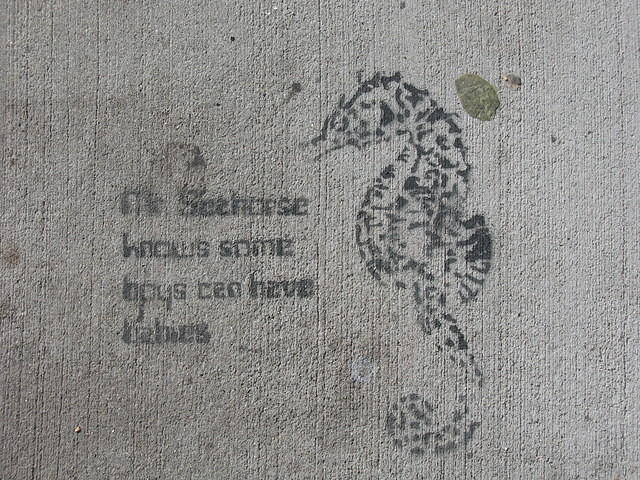 Mr Seahorse
knows some
boys can have
babies